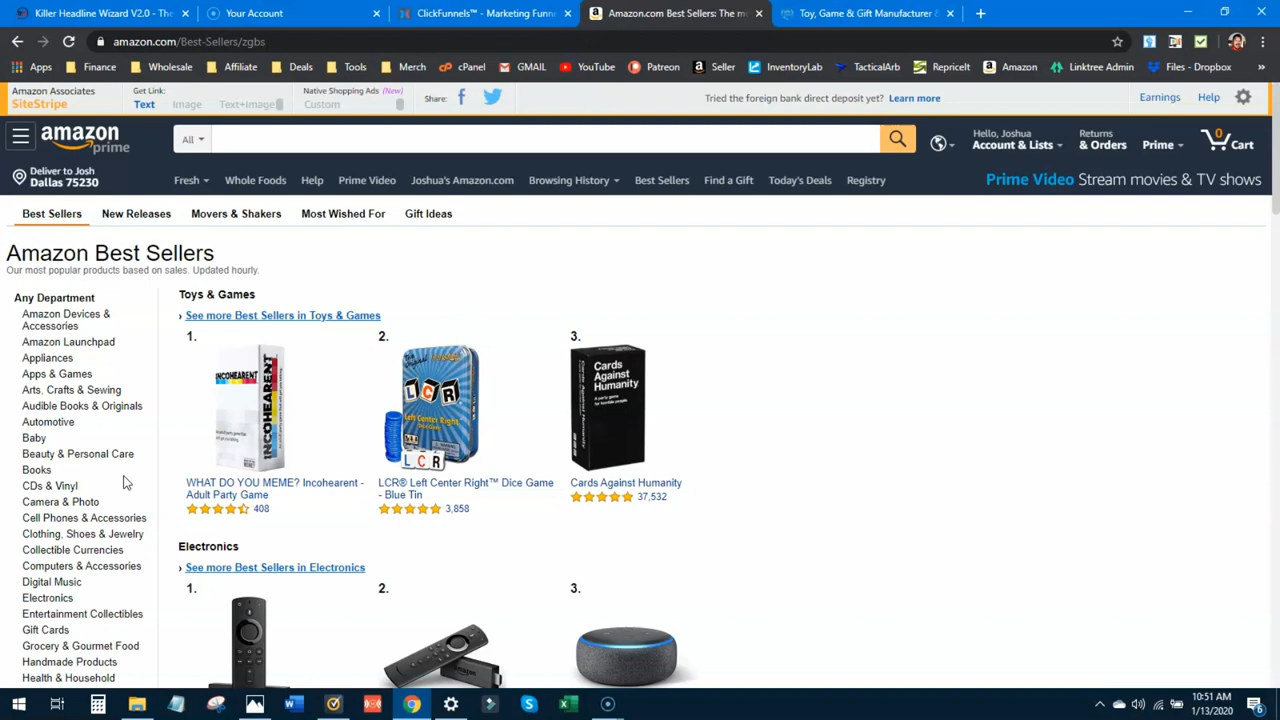 Killer Headline Wizard V2.0 - The
Your Account
ClickFunnels™ - Marketing Funn
Amazon.com Best Sellers: The m
Toy, Game & Gift Manufacturer &
amazon.com/Best-Sellers/zgbs
Apps
Finance
Wholesale
Affiliate
Deals
Tools
Merch
cPanel
GMAIL
YouTube
Patreon
Seller
InventoryLab
TacticalArb
RepriceIt
Amazon
Linktree Admin
Files - Dropbox
»
Amazon Associates
SiteStripe
Get Link:
Text
Image
Text+Image
Native Shopping Ads (New)
Custom
Share:
Tried the foreign bank direct deposit yet? Learn more
Earnings
Help
amazon
prime
All
Hello, Joshua
Account & Lists
Returns
& Orders
Prime
0
Cart
Deliver to Josh
Dallas 75230
Fresh
Whole Foods
Help
Prime Video
Joshua's Amazon.com
Browsing History
Best Sellers
Find a Gift
Today's Deals
Registry
Prime Video Stream movies & TV shows
Best Sellers
New Releases
Movers & Shakers
Most Wished For
Gift Ideas
Amazon Best Sellers
Our most popular products based on sales. Updated hourly.
Any Department
Amazon Devices &
Accessories
Amazon Launchpad
Appliances
Apps & Games
Arts, Crafts & Sewing
Audible Books & Originals
Automotive
Baby
Beauty & Personal Care
Books
CDs & Vinyl
Camera & Photo
Cell Phones & Accessories
Clothing, Shoes & Jewelry
Collectible Currencies
Computers & Accessories
Digital Music
Electronics
Entertainment Collectibles
Gift Cards
Grocery & Gourmet Food
Handmade Products
Health & Household
Toys & Games
› See more Best Sellers in Toys & Games
1.
INCOHEARENT
INCOHEARENT
WHAT DO YOU MEME? Incohearent -
Adult Party Game
408
2.
LCR
Left Center Right
L C R
LCR® Left Center Right™ Dice Game
- Blue Tin
3,858
3.
Cards
Against
Humanity
Cards Against Humanity
37,532
Electronics
› See more Best Sellers in Electronics
1.
2.
3.
10:51 AM
1/13/2020
6